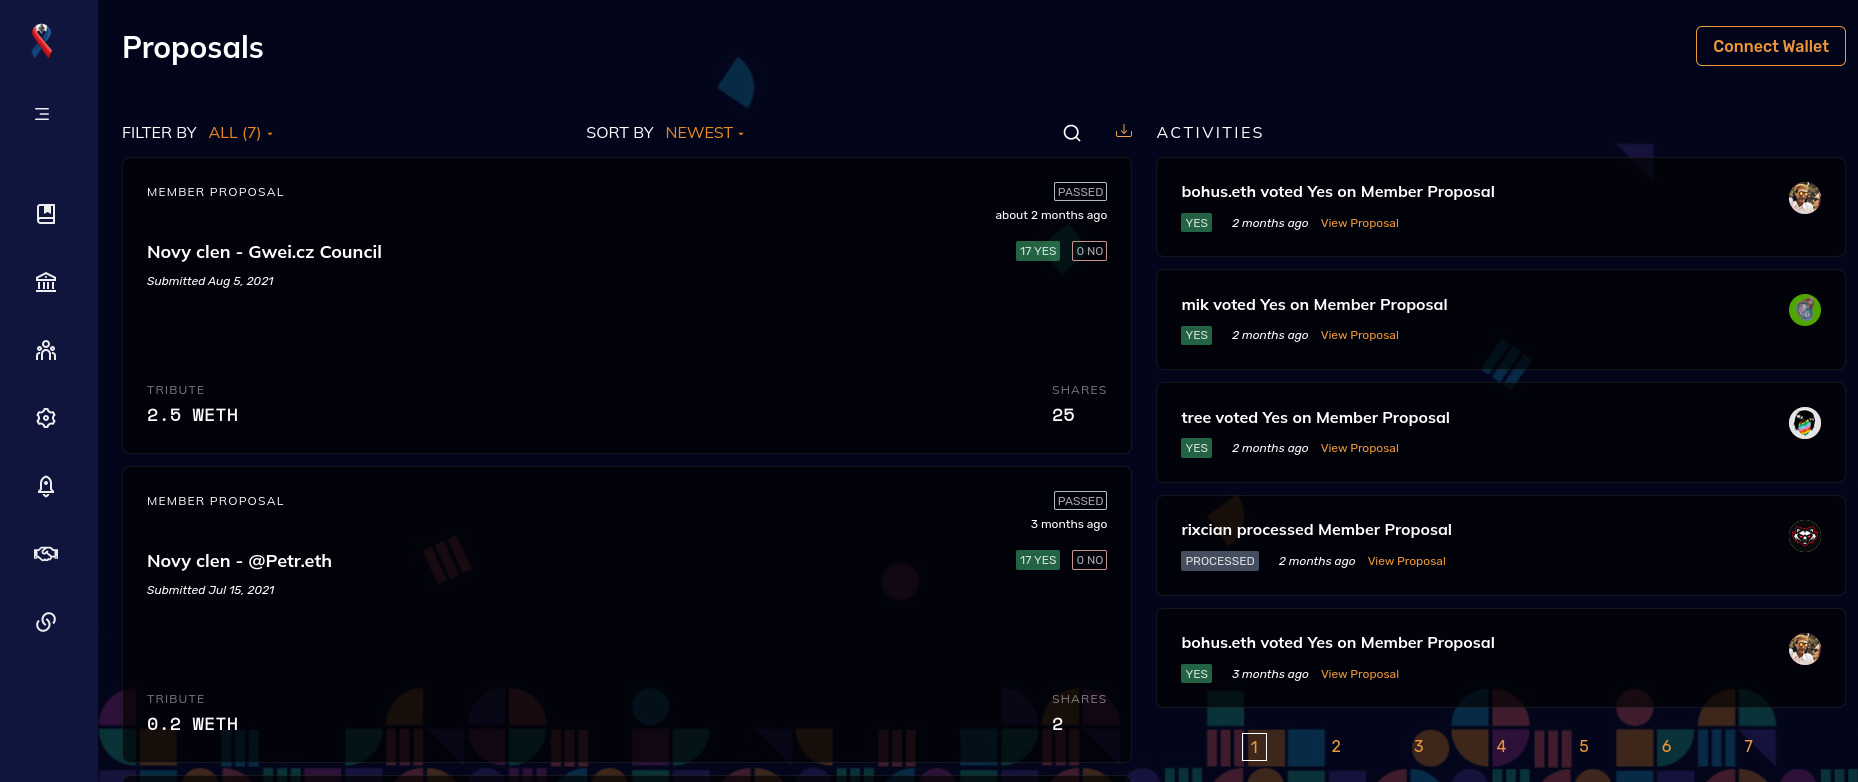 Proposals
Connect Wallet
FILTER BY ALL (7)
SORT BY NEWEST
MEMBER PROPOSAL
PASSED
about 2 months ago
Novy clen - Gwei.cz Council
17 YES
0 NO
Submitted Aug 5, 2021
TRIBUTE
SHARES
2.5 WETH
25
MEMBER PROPOSAL
PASSED
3 months ago
Novy clen - @Petr.eth
17 YES
0 NO
Submitted Jul 15, 2021
TRIBUTE
SHARES
0.2 WETH
2
ACTIVITIES
bohus.eth voted Yes on Member Proposal
YES 2 months ago View Proposal
mik voted Yes on Member Proposal
YES 2 months ago View Proposal
tree voted Yes on Member Proposal
YES 2 months ago View Proposal
rixcian processed Member Proposal
PROCESSED 2 months ago View Proposal
bohus.eth voted Yes on Member Proposal
YES 3 months ago View Proposal
1 2 3 4 5 6 7